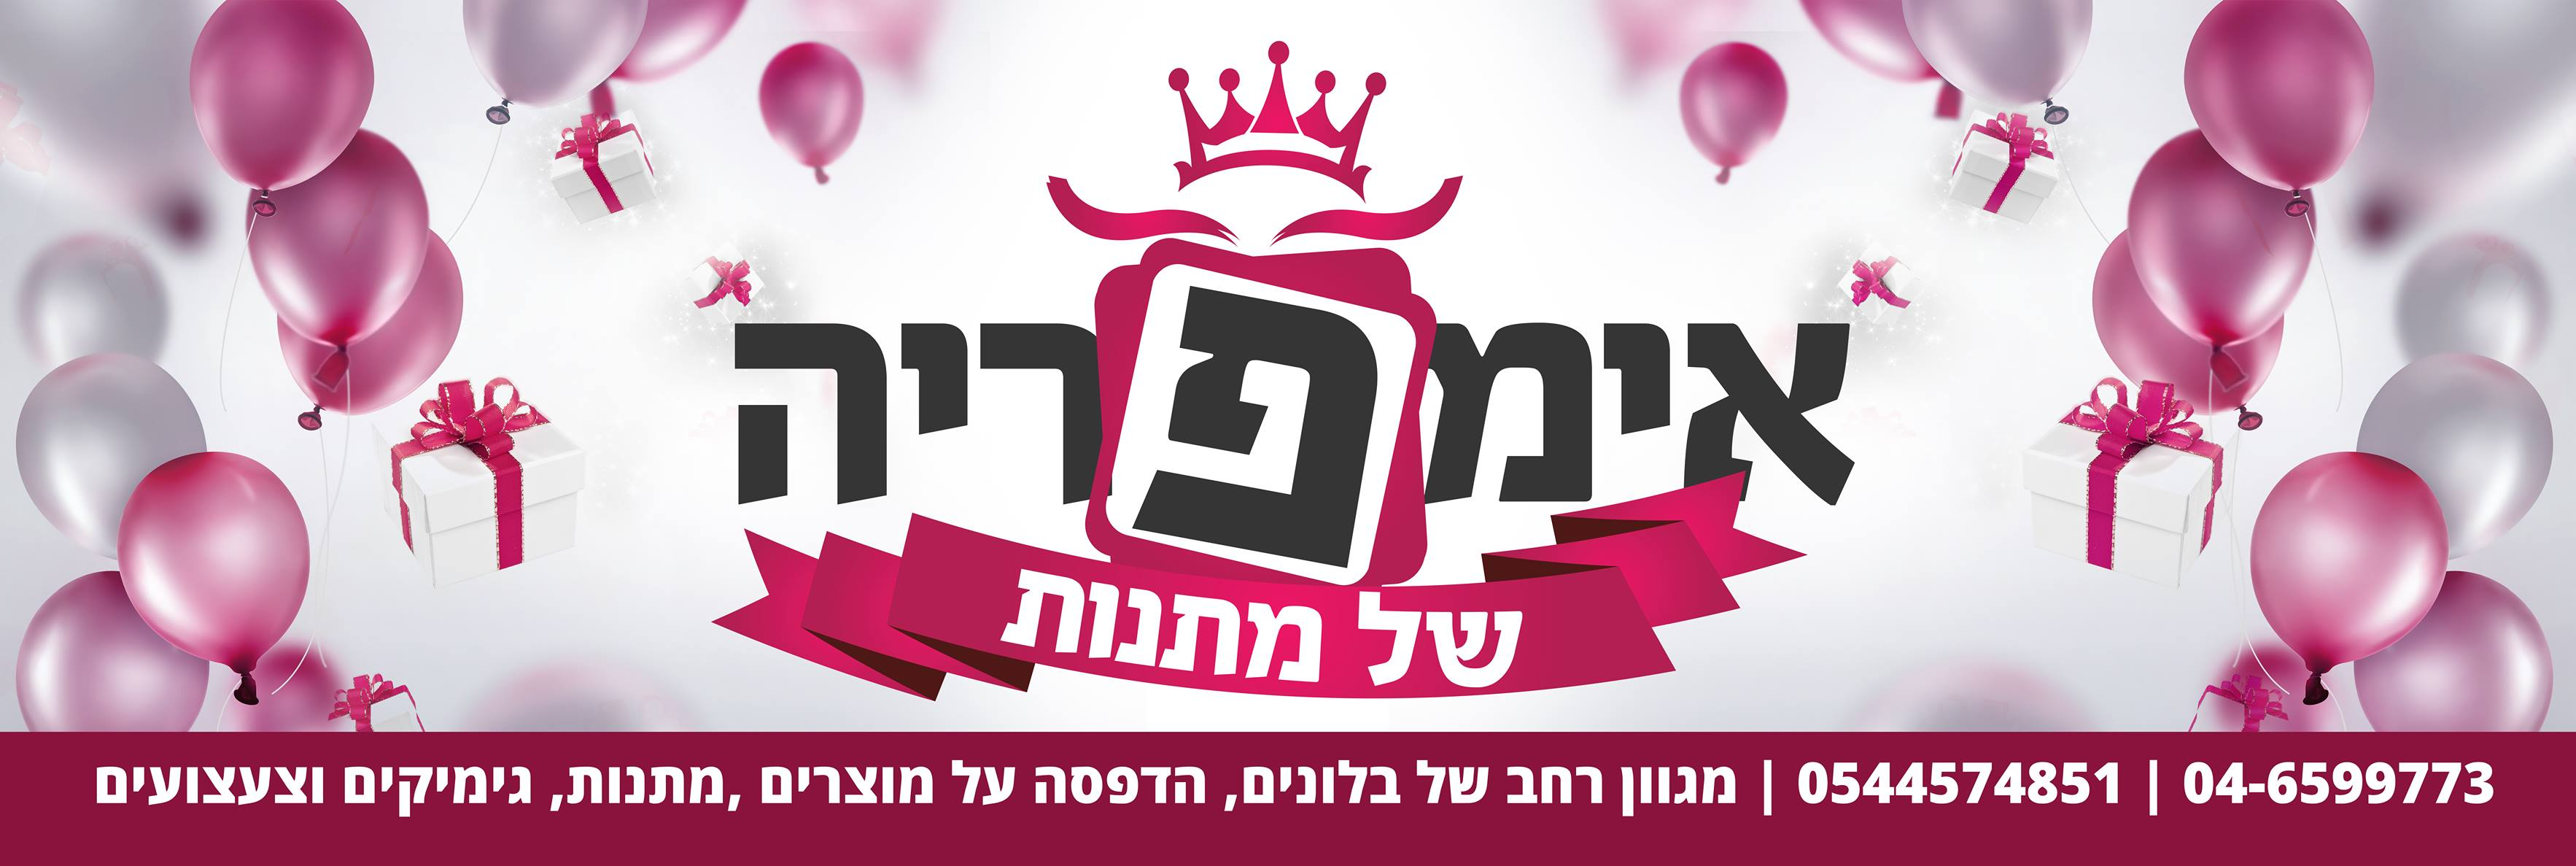 אימפריה
של מתנות
04-6599773 | 0544574851 | מגוון רחב של בלונים, הדפסה על מוצרים ,מתנות, גימיקים וצעצועים